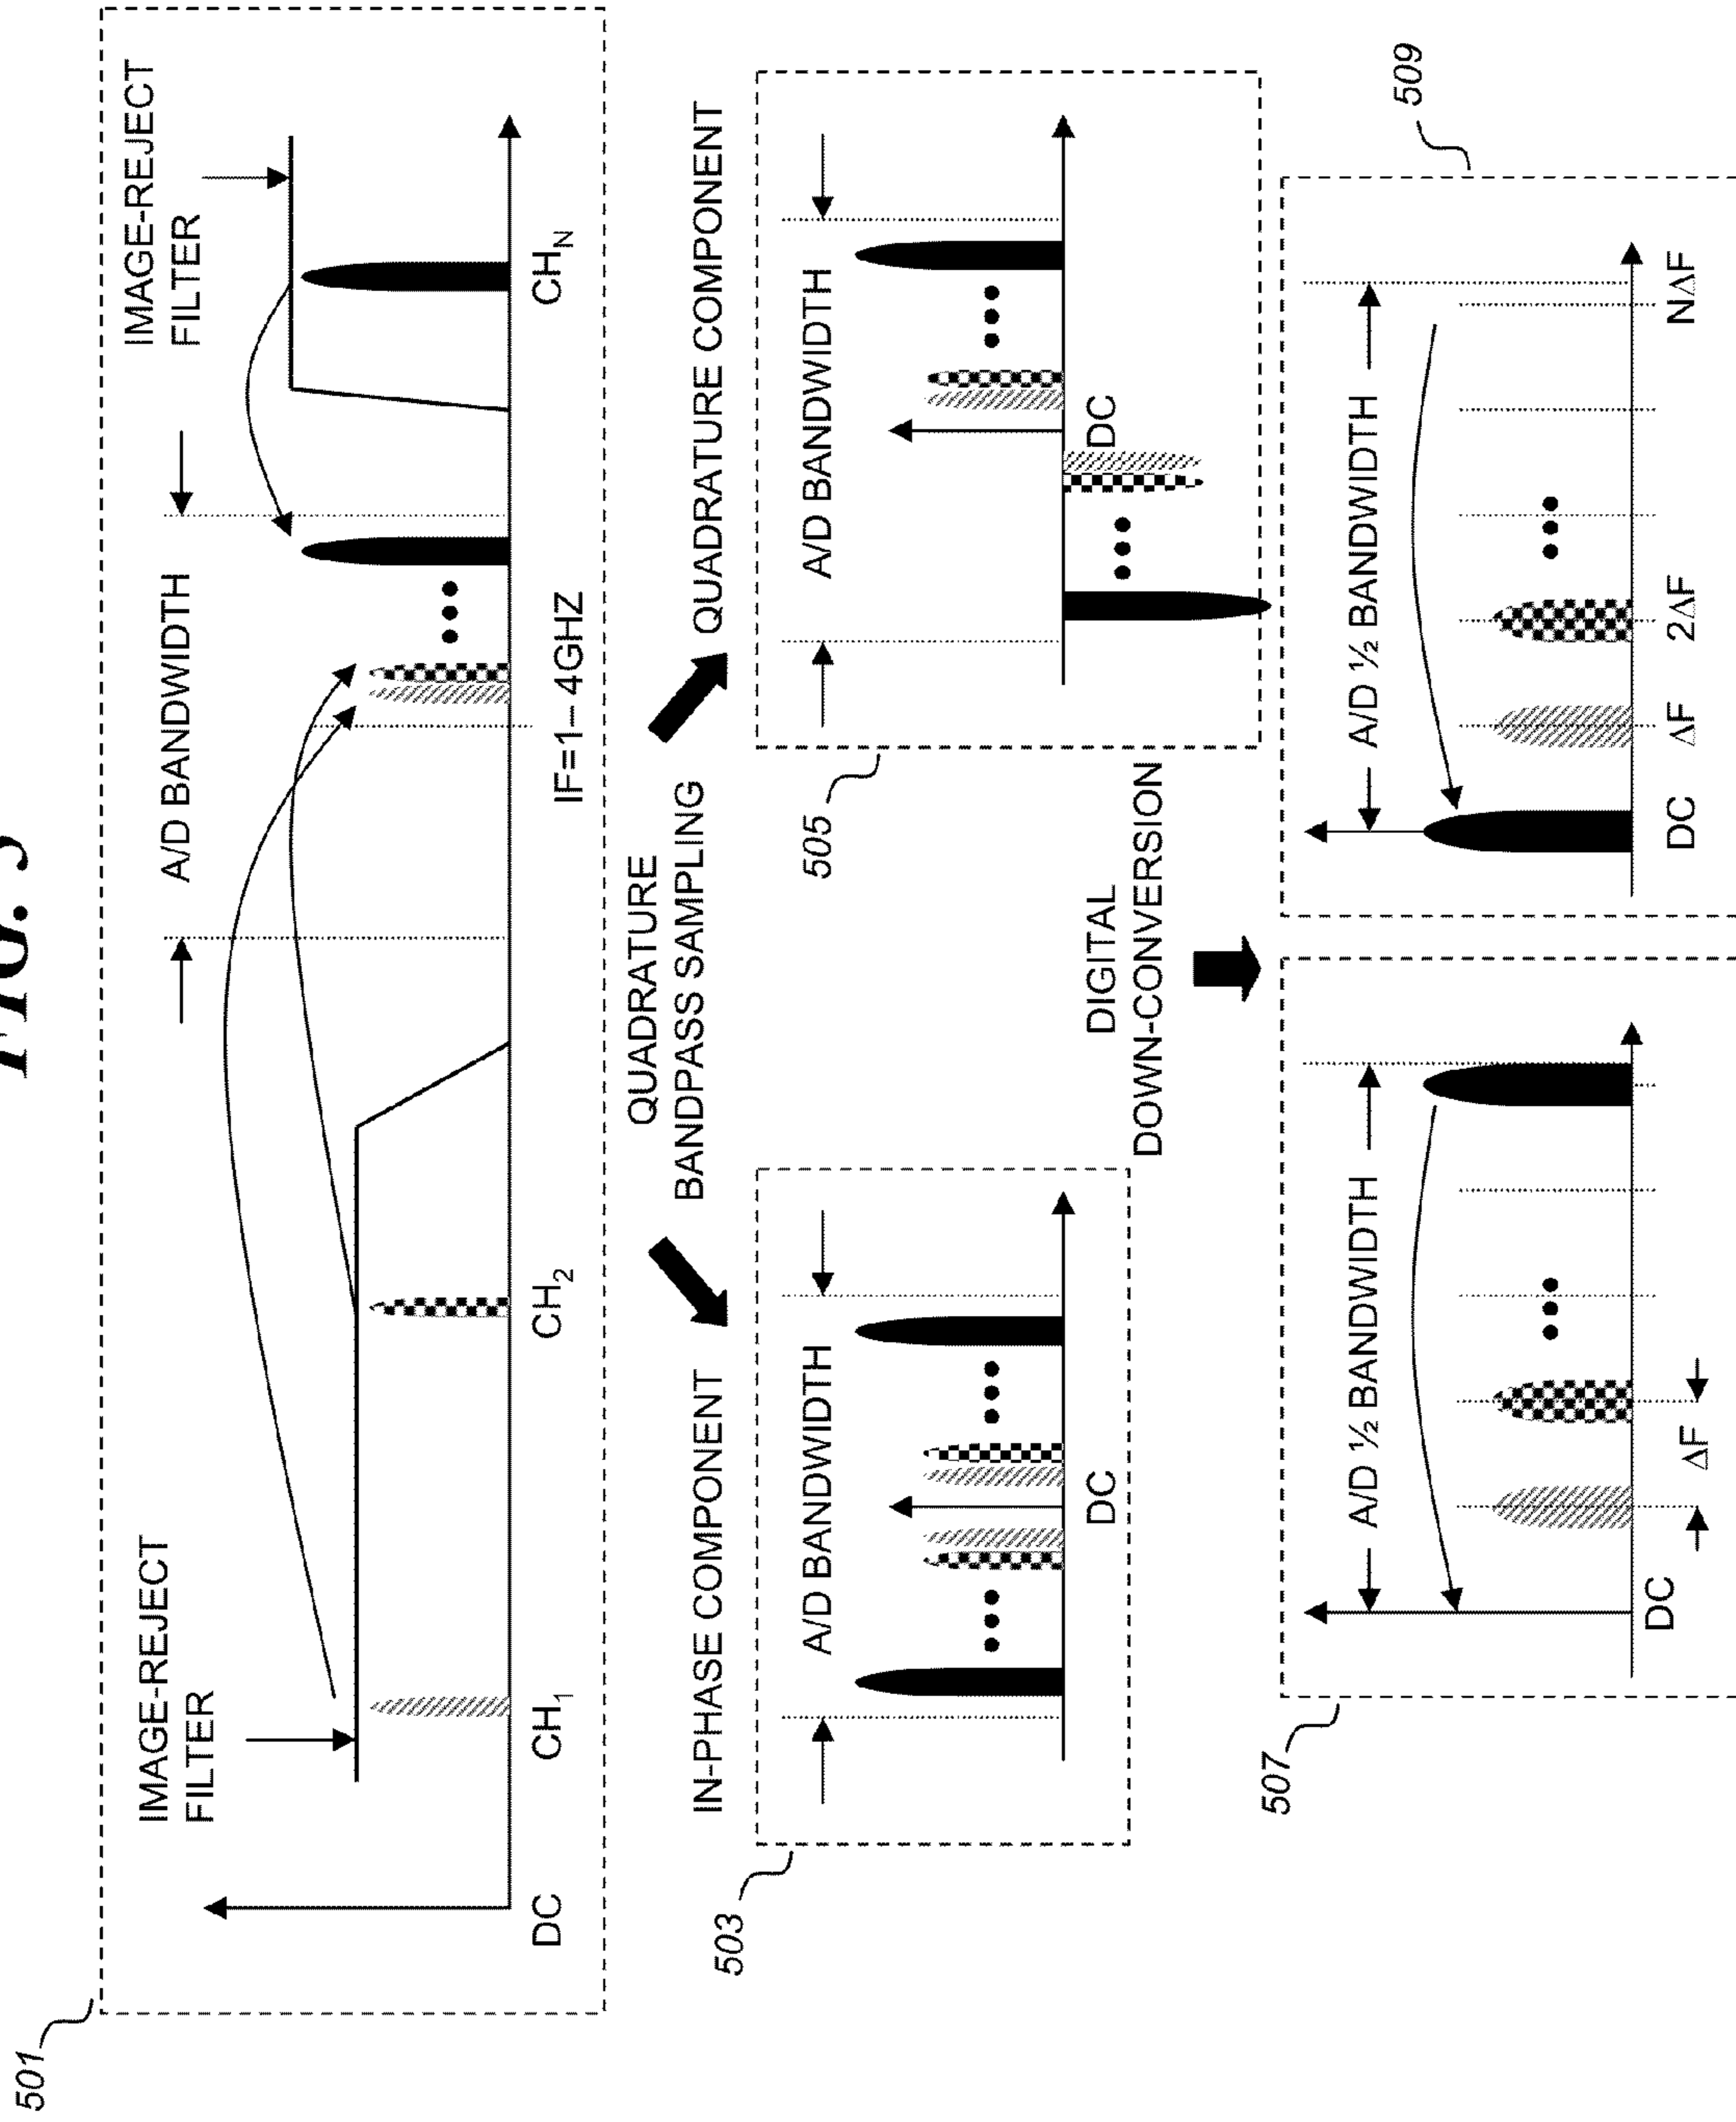 FIG. 5
501
IMAGE-REJECT
FILTER
A/D BANDWIDTH
IMAGE-REJECT
FILTER
DC
CH1
CH2
IF=1–4GHZ
CHN
QUADRATURE
BANDPASS SAMPLING
IN-PHASE COMPONENT
QUADRATURE COMPONENT
503
A/D BANDWIDTH
DC
505
A/D BANDWIDTH
DC
DIGITAL
DOWN-CONVERSION
507
A/D ½ BANDWIDTH
DC
ΔF
509
A/D ½ BANDWIDTH
DC
ΔF
2ΔF
NΔF